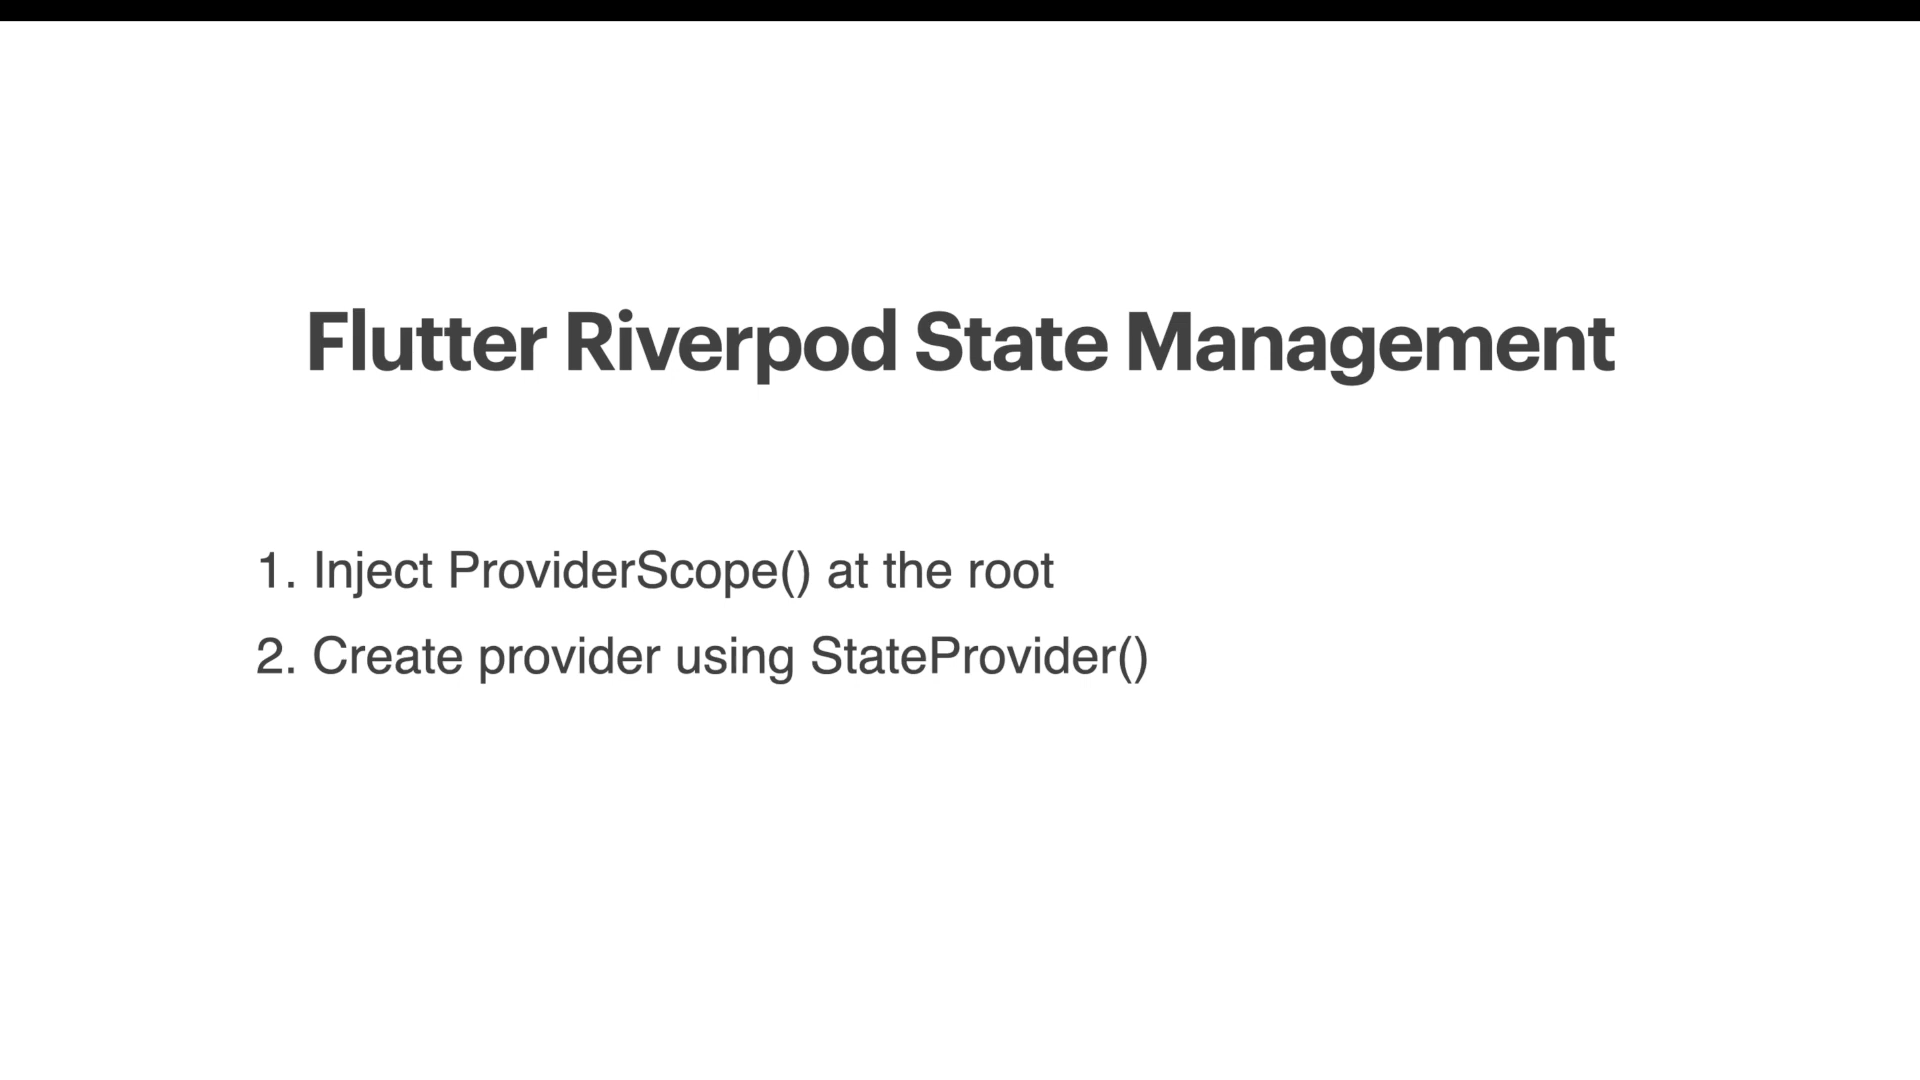 Flutter Riverpod State Management
1. Inject ProviderScope() at the root
2. Create provider using StateProvider()